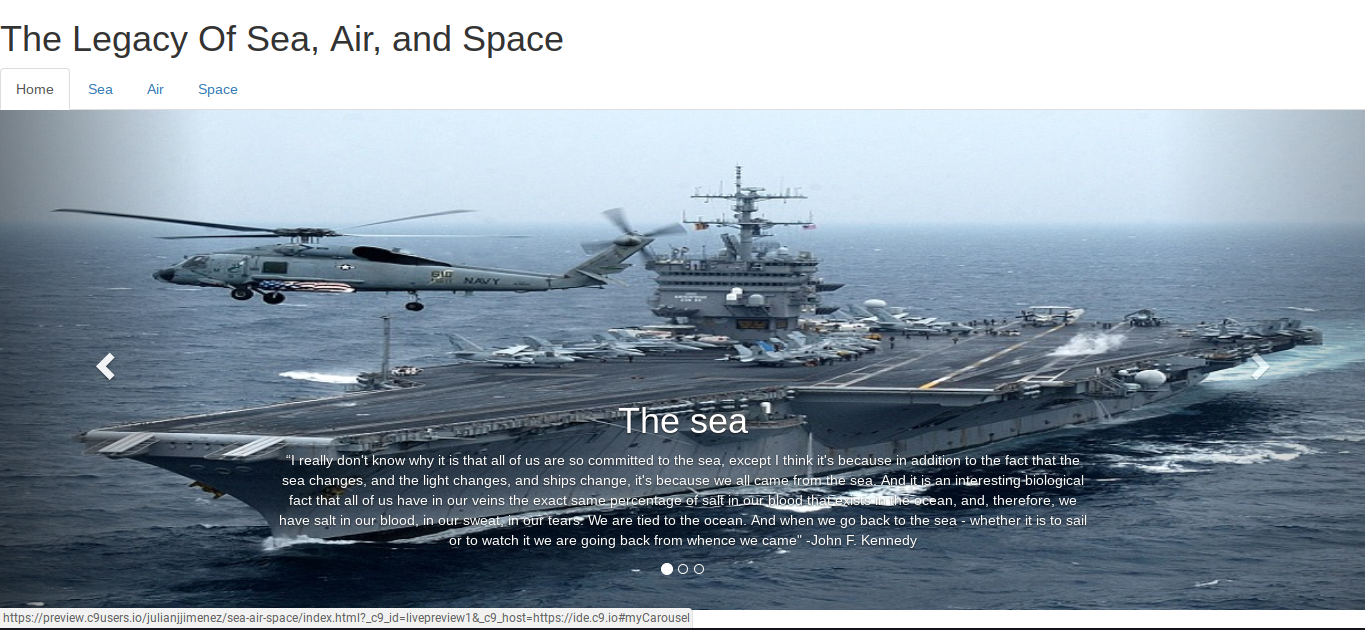 The Legacy Of Sea, Air, and Space
Home Sea Air Space
610
NAVY
The sea
“I really don't know why it is that all of us are so committed to the sea, except I think it's because in addition to the fact that the
sea changes, and the light changes, and ships change, it's because we all came from the sea. And it is an interesting biological
fact that all of us have in our veins the exact same percentage of salt in our blood that exists in the ocean, and, therefore, we
have salt in our blood, in our sweat, in our tears. We are tied to the ocean. And when we go back to the sea - whether it is to sail
or to watch it we are going back from whence we came" -John F. Kennedy
https://preview.c9users.io/julianjjimenez/sea-air-space/index.html?_c9_id=livepreview1&_c9_host=https://ide.c9.io#myCarousel